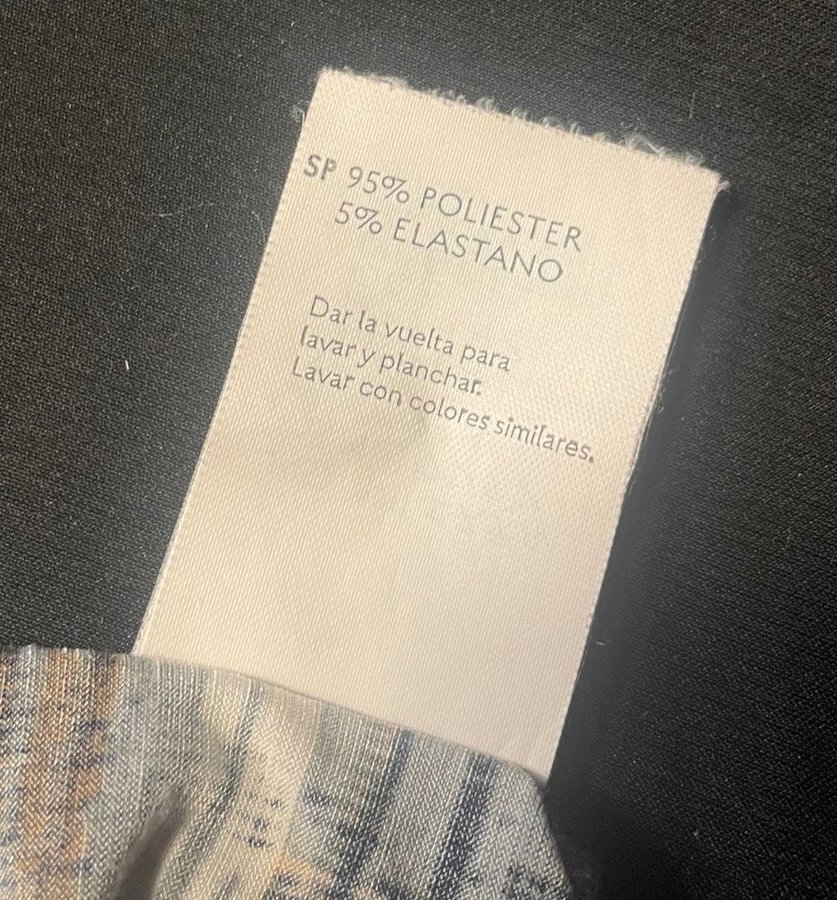 SP 95% POLIESTER
5% ELASTANO
Dar la vuelta para
lavar y planchar.
Lavar con colores similares.